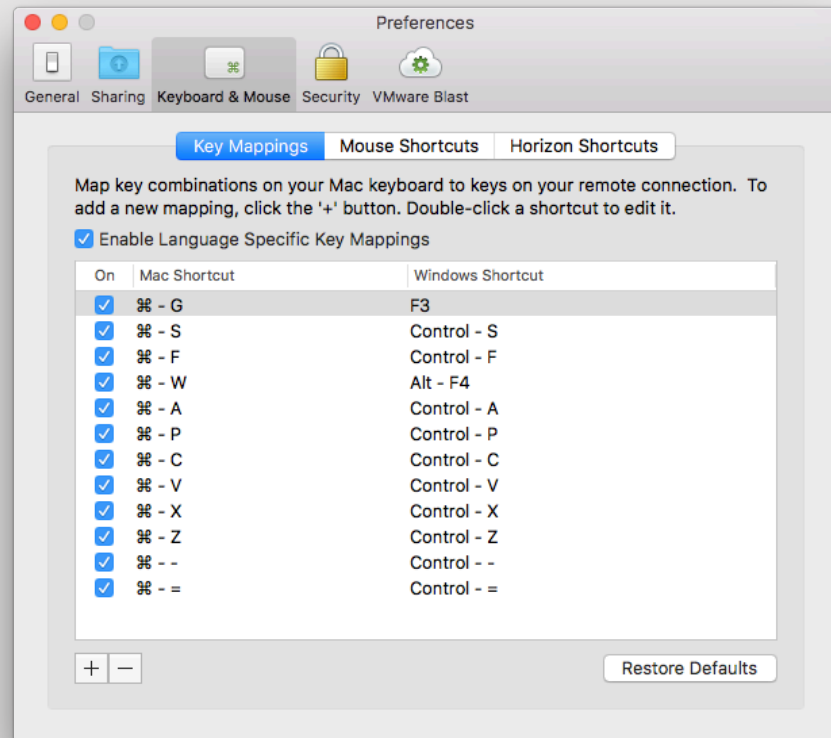 Preferences
General Sharing Keyboard & Mouse Security VMware Blast
Key Mappings Mouse Shortcuts Horizon Shortcuts
Map key combinations on your Mac keyboard to keys on your remote connection. To
add a new mapping, click the '+' button. Double-click a shortcut to edit it.
Enable Language Specific Key Mappings
On Mac Shortcut Windows Shortcut
⌘ - G F3
⌘ - S Control - S
⌘ - F Control - F
⌘ - W Alt - F4
⌘ - A Control - A
⌘ - P Control - P
⌘ - C Control - C
⌘ - V Control - V
⌘ - X Control - X
⌘ - Z Control - Z
⌘ - - Control - -
⌘ - = Control - =
+ − Restore Defaults